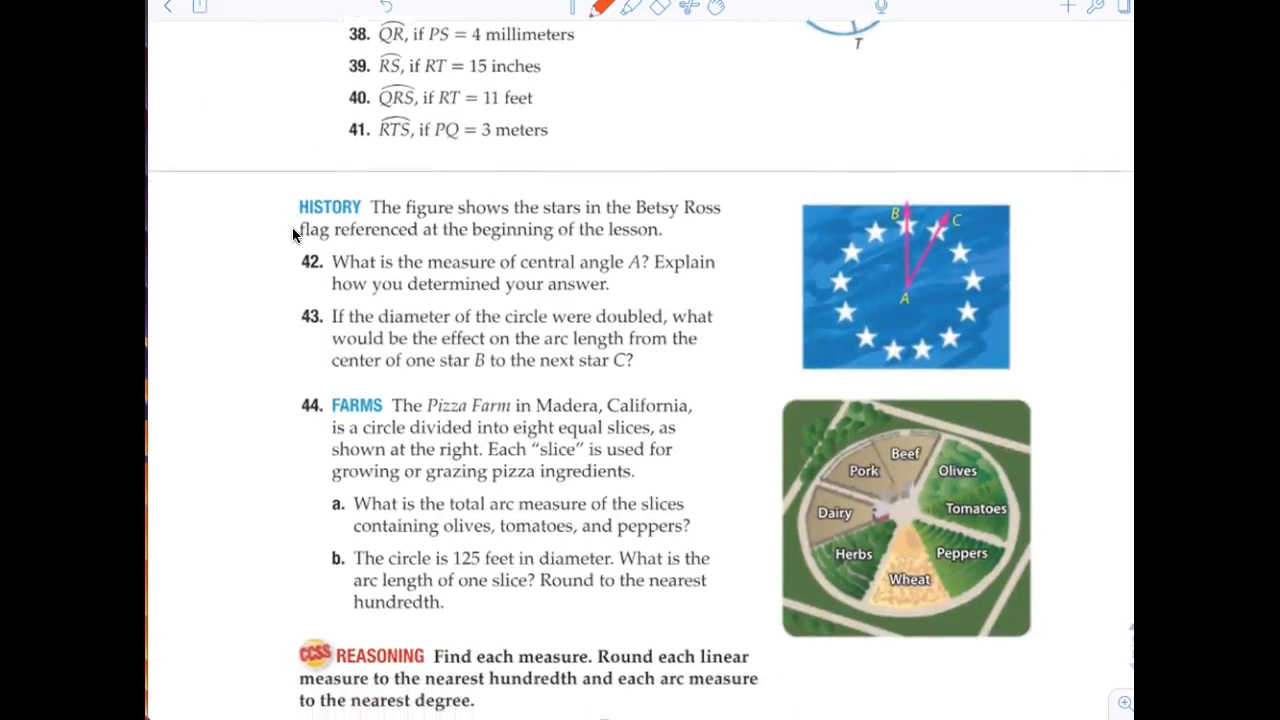 T
38. QR, if PS = 4 millimeters
39. RS, if RT = 15 inches
40. QRS, if RT = 11 feet
41. RTS, if PQ = 3 meters
HISTORY The figure shows the stars in the Betsy Ross
flag referenced at the beginning of the lesson.
42. What is the measure of central angle A? Explain
how you determined your answer.
43. If the diameter of the circle were doubled, what
would be the effect on the arc length from the
center of one star B to the next star C?
B
C
A
44. FARMS The Pizza Farm in Madera, California,
is a circle divided into eight equal slices, as
shown at the right. Each “slice” is used for
growing or grazing pizza ingredients.
a. What is the total arc measure of the slices
containing olives, tomatoes, and peppers?
b. The circle is 125 feet in diameter. What is the
arc length of one slice? Round to the nearest
hundredth.
Beef
Pork
Olives
Dairy
Tomatoes
Herbs
Peppers
Wheat
CCSS REASONING Find each measure. Round each linear
measure to the nearest hundredth and each arc measure
to the nearest degree.